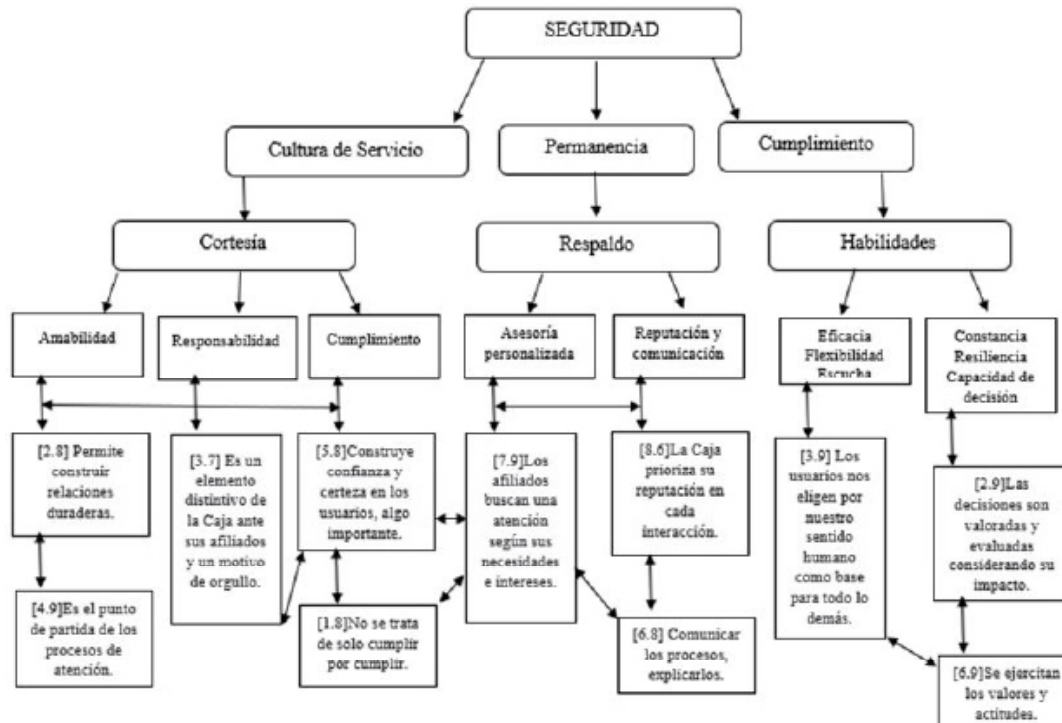 SEGURIDAD
Cultura de Servicio
Permanencia
Cumplimiento
Cortesía
Respaldo
Habilidades
Amabilidad
Responsabilidad
Cumplimiento
Asesoría
personalizada
Reputación y
comunicación
Eficacia
Flexibilidad
Escucha
Constancia
Resiliencia
Capacidad de
decisión
[2.8] Permite
construir
relaciones
duraderas.
[3.7] Es un
elemento
distintivo de
la Caja ante
sus afiliados
y un motivo
de orgullo.
[5.8]Construye
confianza y
certeza en los
usuarios, algo
importante.
[7.9]Los
afiliados
buscan una
atención
según sus
necesidades
e intereses.
[8.6]La Caja
prioriza su
reputación en
cada
interacción.
[3.9] Los
usuarios nos
eligen por
nuestro
sentido
humano
como base
para todo lo
demás.
[2.9]Las
decisiones son
valoradas y
evaluadas
considerando su
impacto.
[4.9]Es el punto
de partida de los
procesos de
atención.
[1.8]No se trata
de solo cumplir
por cumplir.
[6.8] Comunicar
los procesos,
explicarlos.
[6.9]Se ejercitan
los valores y
actitudes.